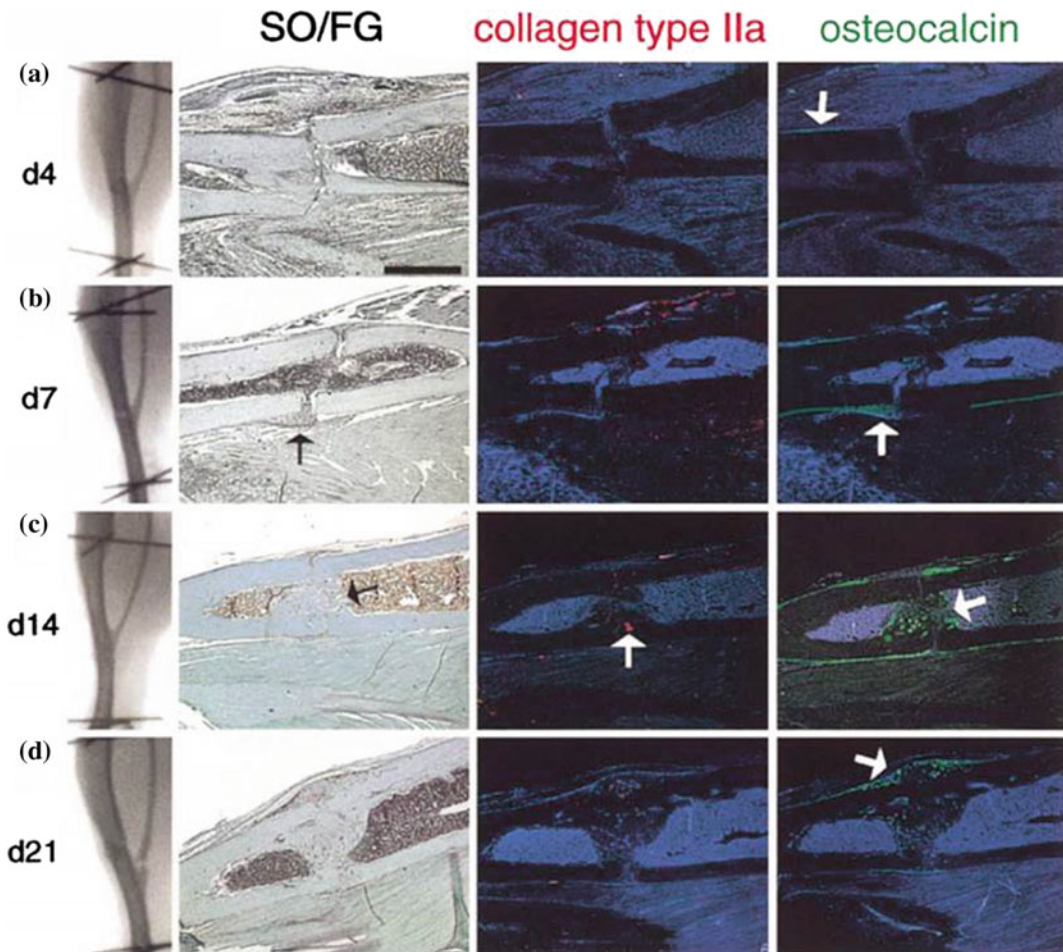 SO/FG collagen type IIa osteocalcin
(a)
d4
(b)
d7
(c)
d14
(d)
d21